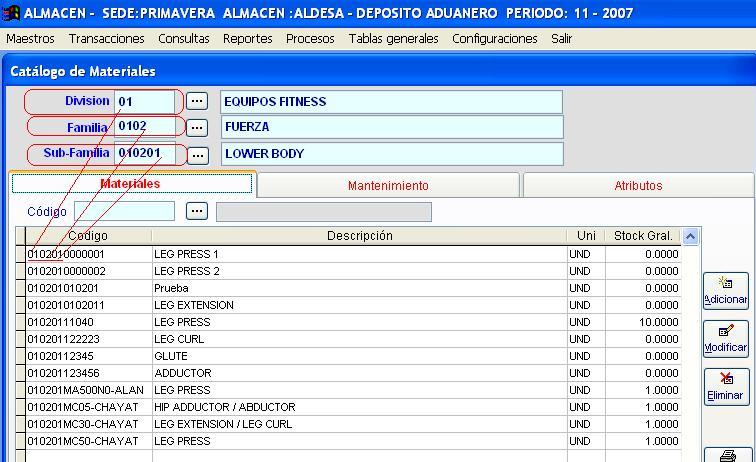 ALMACEN - SEDE:PRIMAVERA ALMACEN :ALDESA - DEPOSITO ADUANERO PERIODO: 11 - 2007
Maestros Transacciones Consultas Reportes Procesos Tablas generales Configuraciones Salir
Catálogo de Materiales
Division 01 ... EQUIPOS FITNESS
Familia 0102 ... FUERZA
Sub-Familia 010201 ... LOWER BODY
Materiales Mantenimiento Atributos
Código ...
Codigo Descripción Uni Stock Gral.
0102010000001 LEG PRESS 1 UND 0.0000
0102010000002 LEG PRESS 2 UND 0.0000
010201010201 Prueba UND 0.0000
0102010102011 LEG EXTENSION UND 0.0000
01020111040 LEG PRESS UND 10.0000
010201122223 LEG CURL UND 0.0000
01020112345 GLUTE UND 0.0000
010201123456 ADDUCTOR UND 0.0000
010201MA500N0-ALAN LEG PRESS UND 1.0000
010201MC05-CHAYAT HIP ADDUCTOR / ABDUCTOR UND 1.0000
010201MC30-CHAYAT LEG EXTENSION / LEG CURL UND 1.0000
010201MC50-CHAYAT LEG PRESS UND 1.0000
Adicionar
Modificar
Eliminar